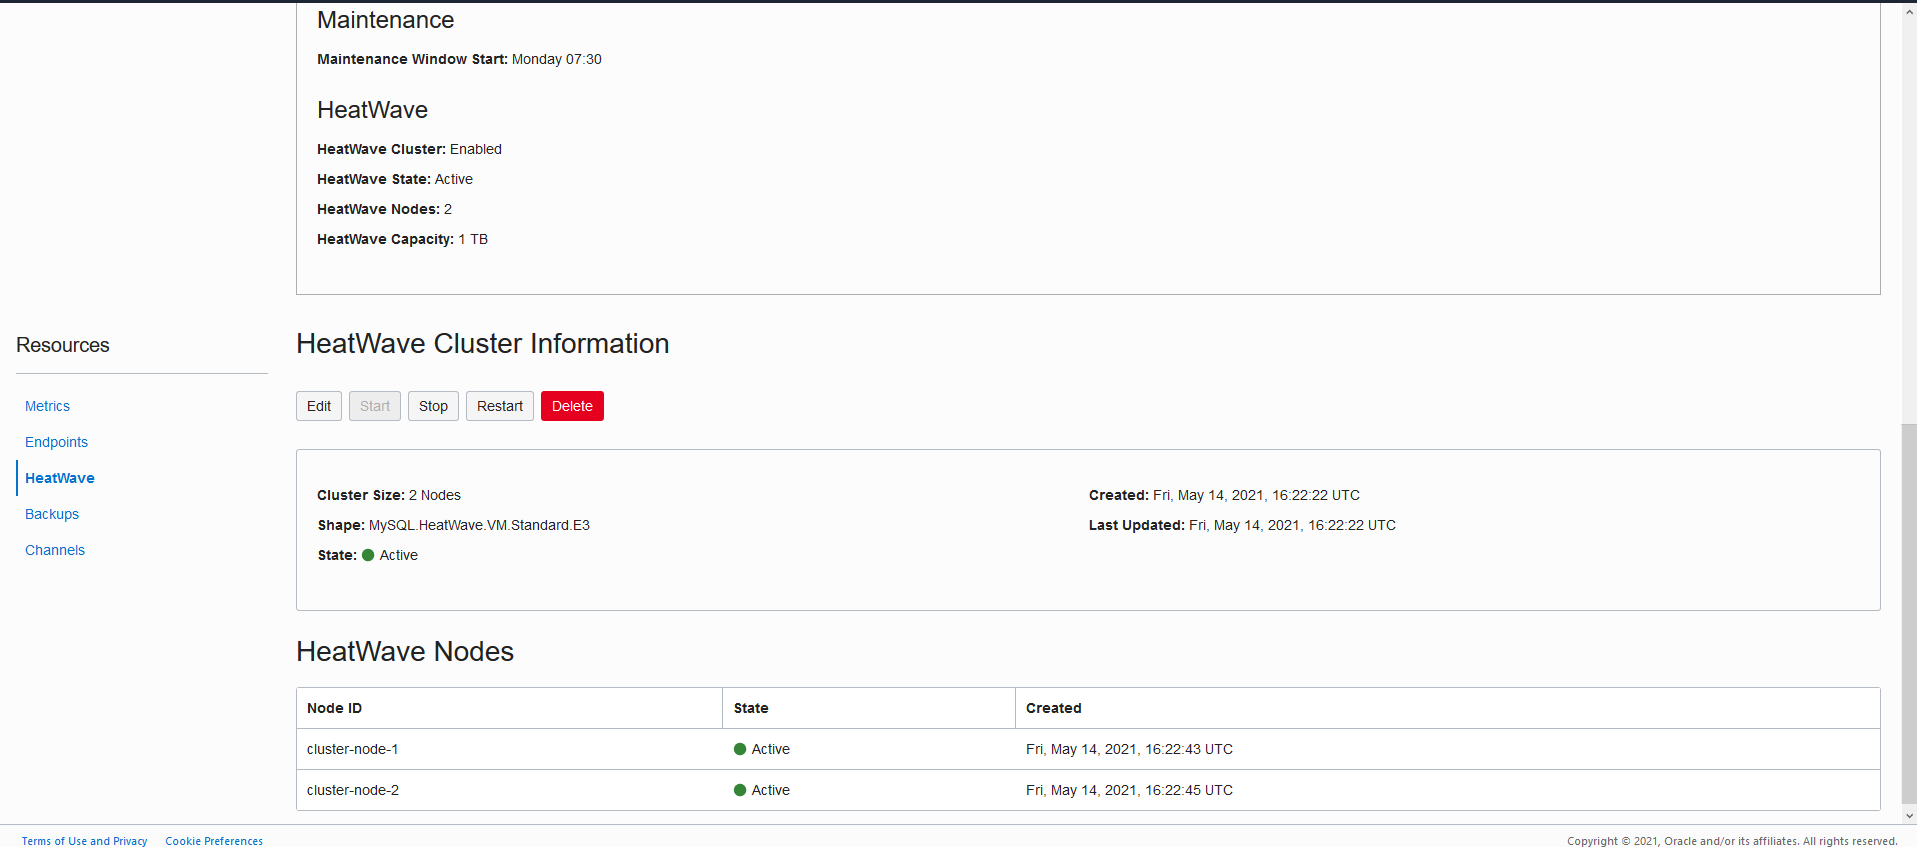 Maintenance
Maintenance Window Start: Monday 07:30
HeatWave
HeatWave Cluster: Enabled
HeatWave State: Active
HeatWave Nodes: 2
HeatWave Capacity: 1 TB
Resources
Metrics
Endpoints
HeatWave
Backups
Channels
HeatWave Cluster Information
Edit Start Stop Restart Delete
Cluster Size: 2 Nodes
Shape: MySQL.HeatWave.VM.Standard.E3
State: Active
Created: Fri, May 14, 2021, 16:22:22 UTC
Last Updated: Fri, May 14, 2021, 16:22:22 UTC
HeatWave Nodes
Node ID State Created
cluster-node-1 Active Fri, May 14, 2021, 16:22:43 UTC
cluster-node-2 Active Fri, May 14, 2021, 16:22:45 UTC
Terms of Use and Privacy Cookie Preferences Copyright © 2021, Oracle and/or its affiliates. All rights reserved.